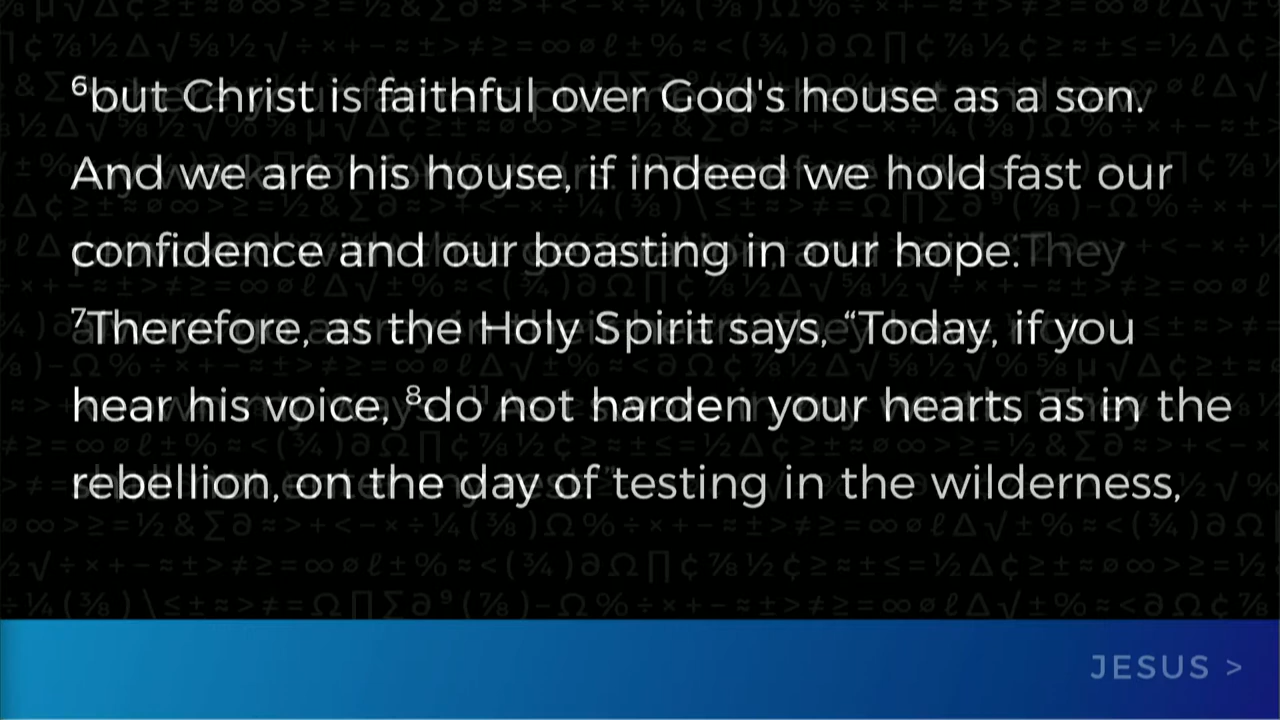 ⁶but Christ is faithful over God's house as a son.
And we are his house, if indeed we hold fast our
confidence and our boasting in our hope.
⁷Therefore, as the Holy Spirit says, “Today, if you
hear his voice, ⁸do not harden your hearts as in the
rebellion, on the day of testing in the wilderness,
JESUS >